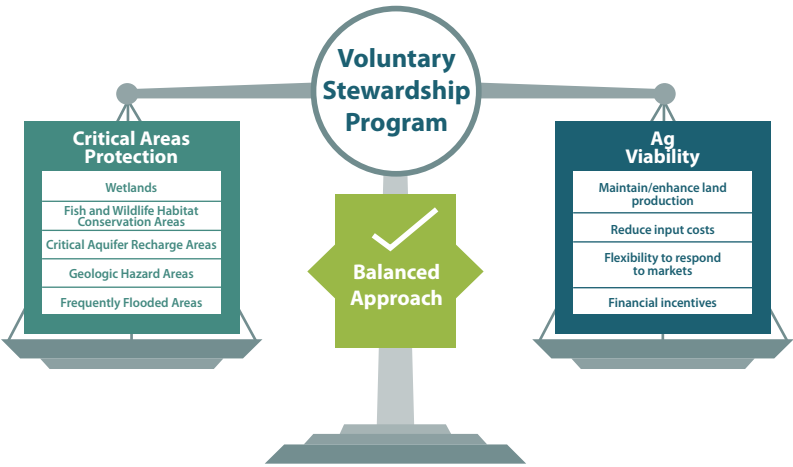 Voluntary
Stewardship
Program
Critical Areas
Protection
Wetlands
Fish and Wildlife Habitat
Conservation Areas
Critical Aquifer Recharge Areas
Geologic Hazard Areas
Frequently Flooded Areas
Balanced
Approach
Ag
Viability
Maintain/enhance land
production
Reduce input costs
Flexibility to respond
to markets
Financial incentives